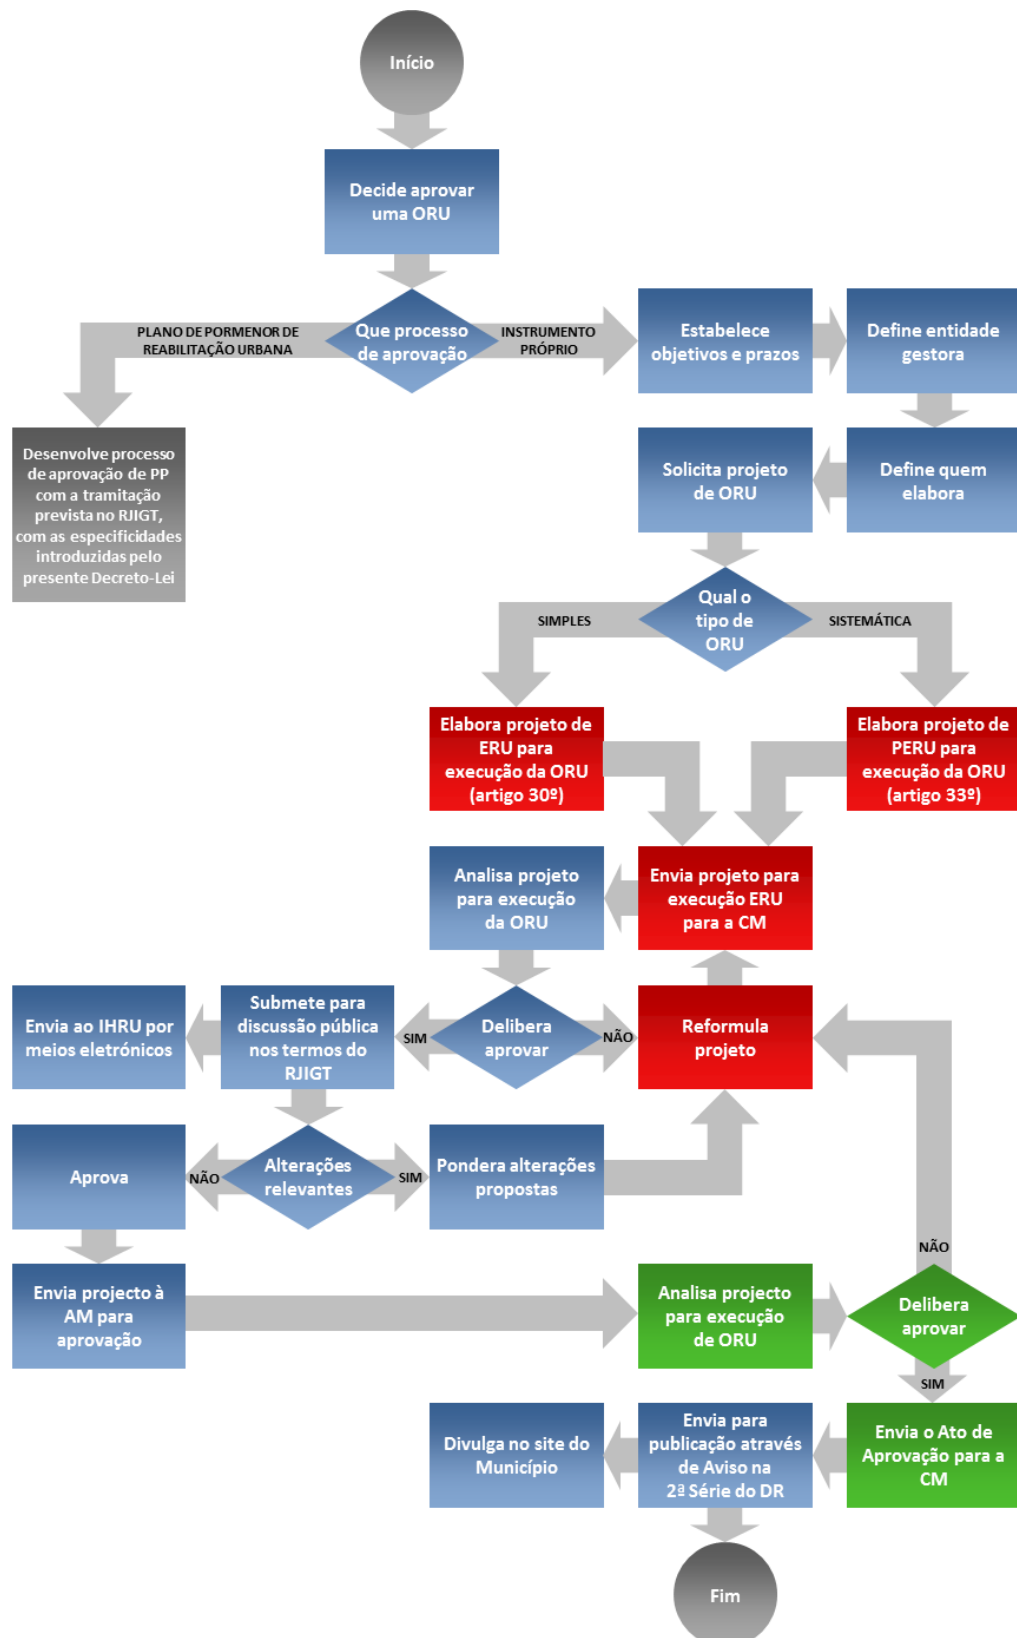 Início
Decide aprovar
uma ORU
Que processo
de aprovação
PLANO DE PORMENOR DE
REABILITAÇÃO URBANA
INSTRUMENTO
PRÓPRIO
Estabelece
objetivos e prazos
Define entidade
gestora
Desenvolve processo
de aprovação de PP
com a tramitação
prevista no RJIGT,
com as especificidades
introduzidas pelo
presente Decreto-Lei
Solicita projeto
de ORU
Define quem
elabora
Qual o
tipo de
ORU
SIMPLES
SISTEMÁTICA
Elabora projeto de
ERU para
execução da ORU
(artigo 30º)
Elabora projeto de
PERU para
execução da ORU
(artigo 33º)
Analisa projeto
para execução
da ORU
Envia projeto para
execução ERU
para a CM
Envia ao IHRU por
meios eletrónicos
Submete para
discussão pública
nos termos do
RJIGT
SIM
Delibera
aprovar
NÃO
Reformula
projeto
Aprova
NÃO
Alterações
relevantes
SIM
Pondera alterações
propostas
NÃO
Envia projecto à
AM para
aprovação
Analisa projecto
para execução
de ORU
Delibera
aprovar
SIM
Divulga no site do
Município
Envia para
publicação através
de Aviso na
2ª Série do DR
Envia o Ato de
Aprovação para a
CM
Fim